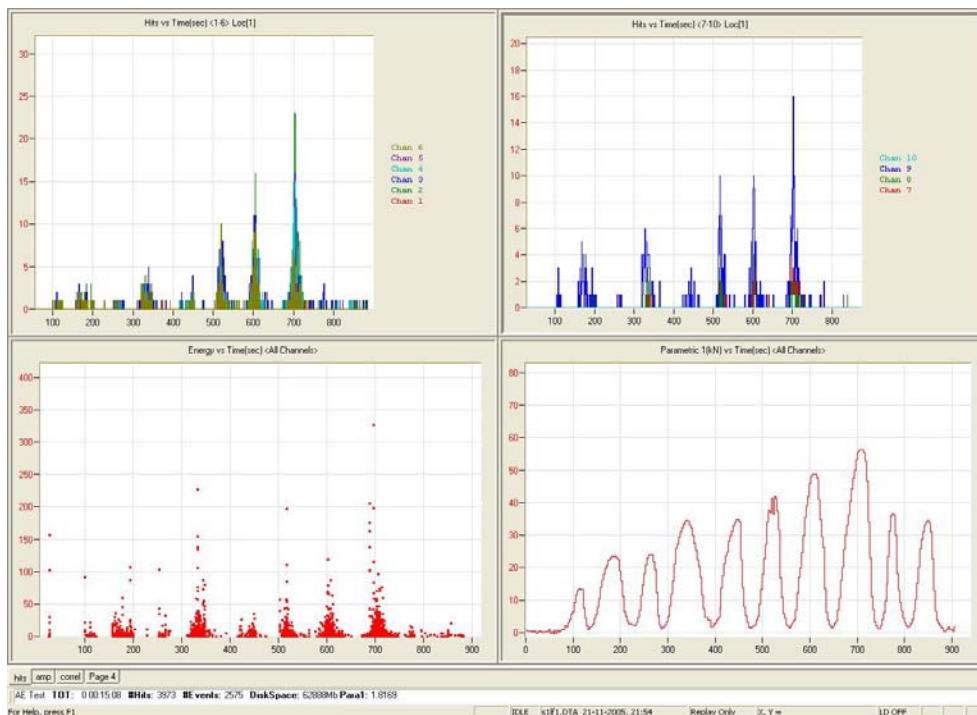 Hits vs Time(sec) <1-6> Loc[1]
30
25
20
15
10
5
0
100 200 300 400 500 600 700 800
Chan 6
Chan 5
Chan 4
Chan 3
Chan 2
Chan 1
Hits vs Time(sec) <7-10> Loc[1]
20
18
16
14
12
10
8
6
4
2
0
100 200 300 400 500 600 700 800
Chan 10
Chan 9
Chan 8
Chan 7
Energy vs Time(sec) <All Channels>
400
350
300
250
200
150
100
50
0
100 200 300 400 500 600 700 800 900
Parametric 1(kN) vs Time(sec) <All Channels>
80
70
60
50
40
30
20
10
0
0 100 200 300 400 500 600 700 800 900
hits amp correl Page 4
AE Test TOT: 0 00:15:08 #Hits: 3973 #Events: 2575 DiskSpace: 62888Mb Para1: 1.8169
For Help, press F1 IDLE s1lf1.DTA 21-11-2005, 21:54 Replay Only X, Y = LD OFF